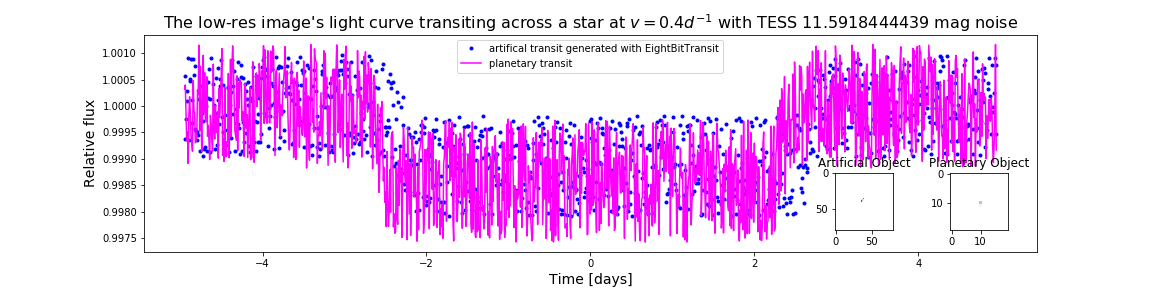 The low-res image's light curve transiting across a star at v = 0.4d⁻¹ with TESS 11.5918444439 mag noise
artifical transit generated with EightBitTransit
planetary transit
Relative flux
1.0010
1.0005
1.0000
0.9995
0.9990
0.9985
0.9980
0.9975
Artificial Object
0
50
0 50
Planetary Object
0
10
0 10
−4 −2 0 2 4
Time [days]